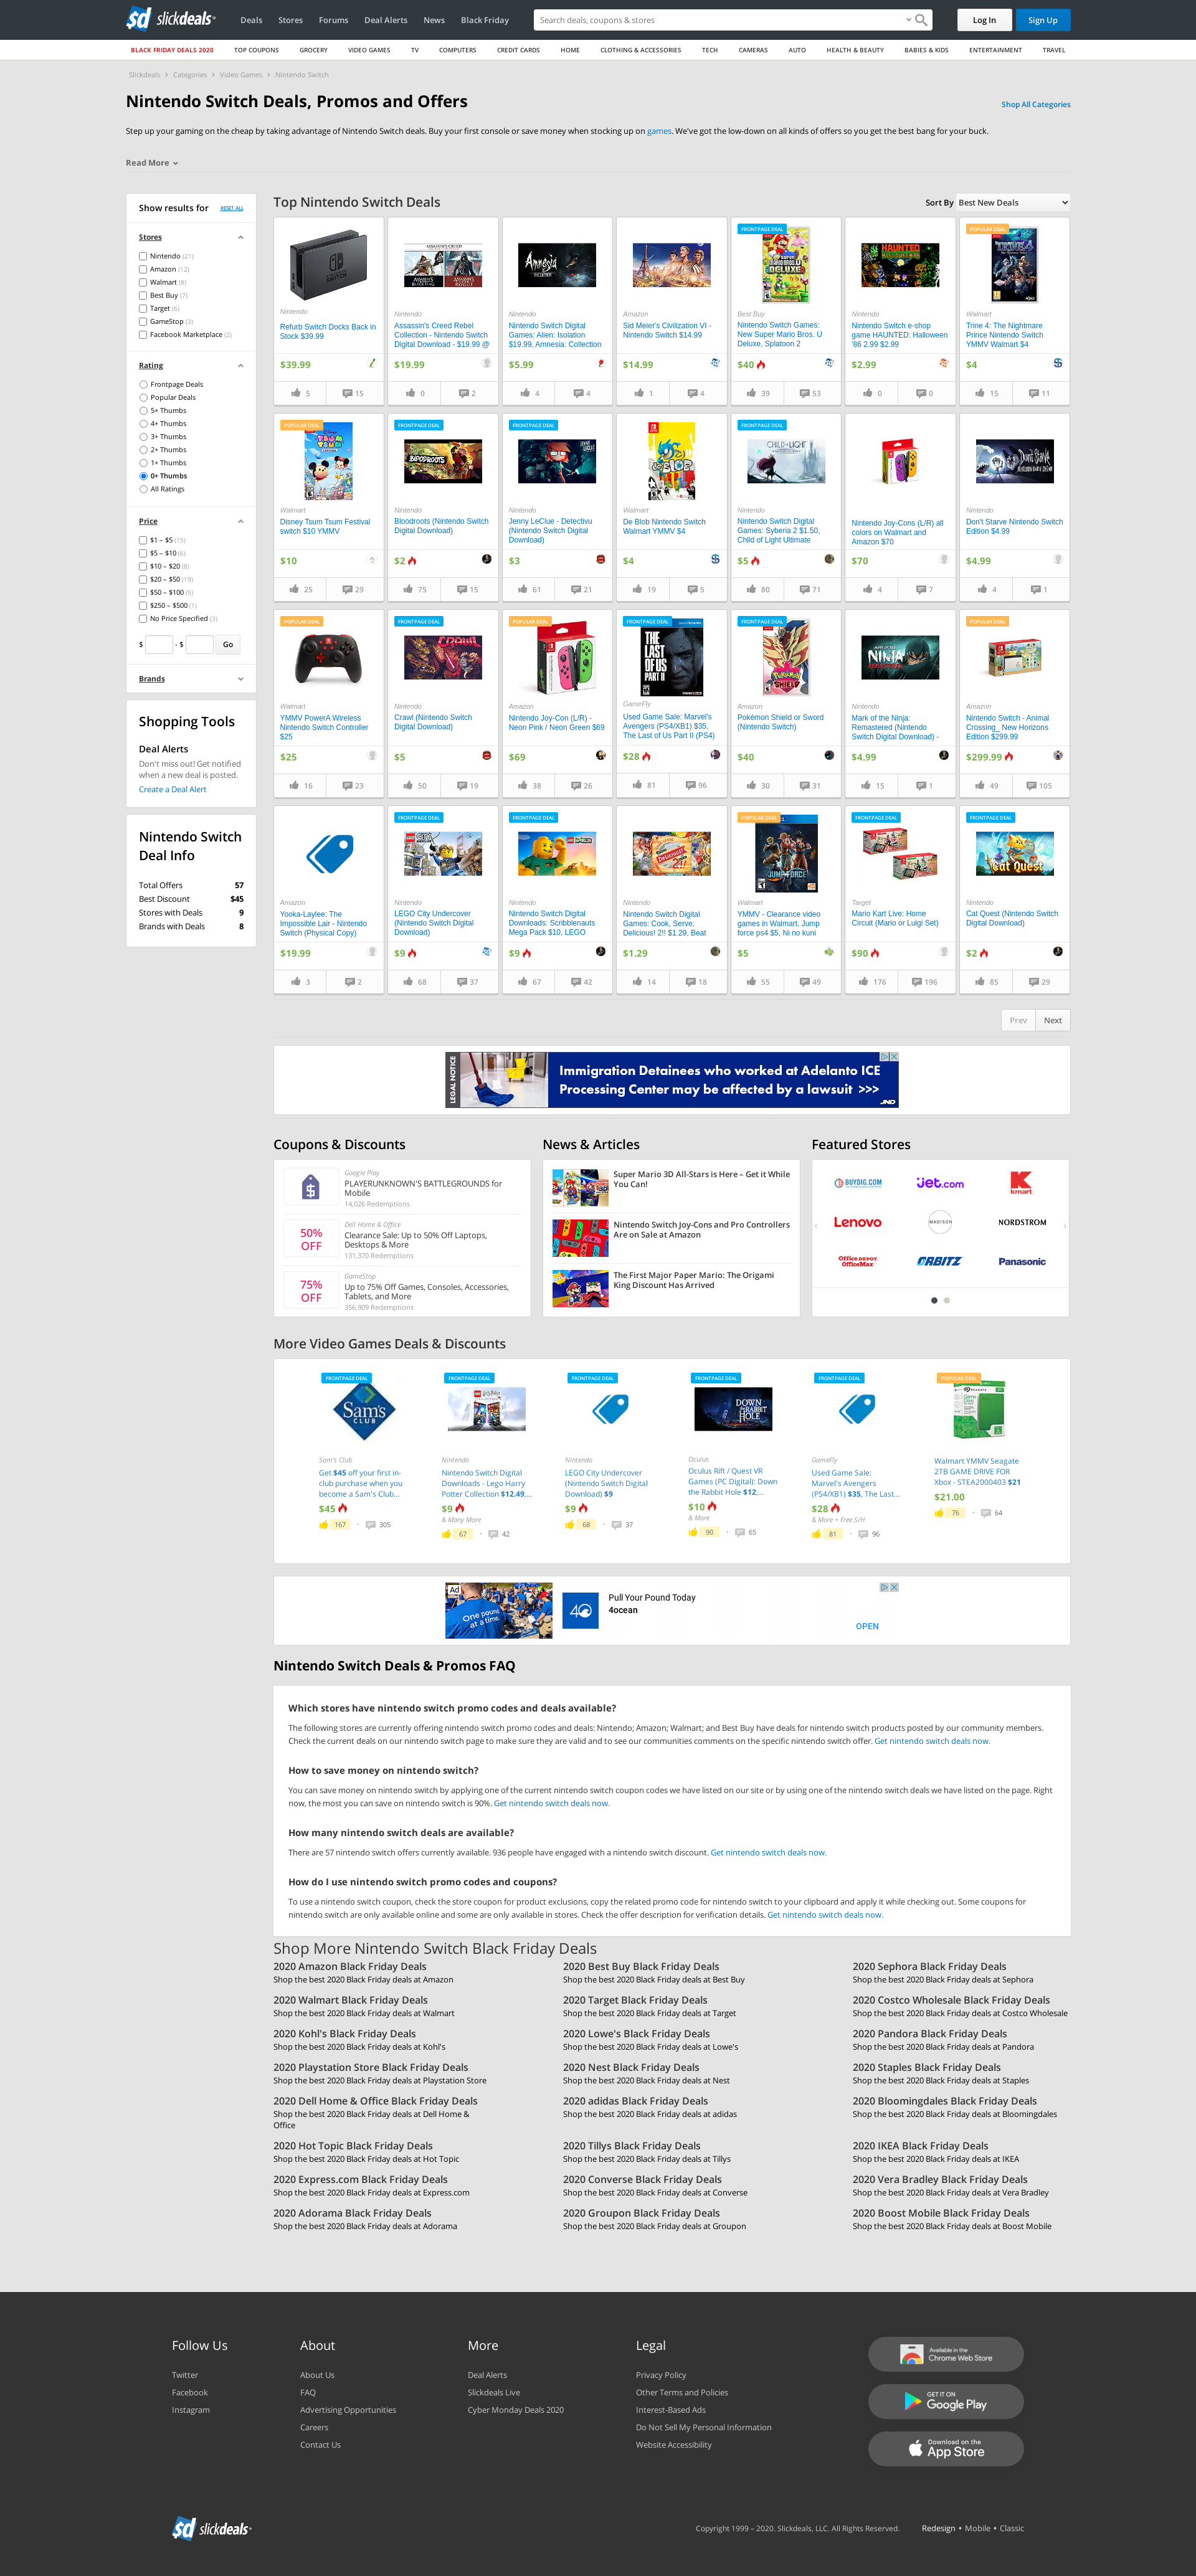 sd slickdeals
Deals Stores Forums Deal Alerts News Black Friday
Search deals, coupons & stores
Log In
Sign Up
BLACK FRIDAY DEALS 2020 TOP COUPONS GROCERY VIDEO GAMES TV COMPUTERS CREDIT CARDS HOME CLOTHING & ACCESSORIES TECH CAMERAS AUTO HEALTH & BEAUTY BABIES & KIDS ENTERTAINMENT TRAVEL
Slickdeals › Categories › Video Games › Nintendo Switch
Nintendo Switch Deals, Promos and Offers
Shop All Categories
Step up your gaming on the cheap by taking advantage of Nintendo Switch deals. Buy your first console or save money when stocking up on games. We've got the low-down on all kinds of offers so you get the best bang for your buck.
Read More
Show results for
RESET ALL
Stores
Nintendo (21)
Amazon (12)
Walmart (8)
Best Buy (7)
Target (6)
GameStop (3)
Facebook Marketplace (2)
Rating
Frontpage Deals
Popular Deals
5+ Thumbs
4+ Thumbs
3+ Thumbs
2+ Thumbs
1+ Thumbs
0+ Thumbs
All Ratings
Price
$1 – $5 (15)
$5 – $10 (6)
$10 – $20 (8)
$20 – $50 (19)
$50 – $100 (5)
$250 – $500 (1)
No Price Specified (3)
$ - $ Go
Brands
Shopping Tools
Deal Alerts
Don't miss out! Get notified
when a new deal is posted.
Create a Deal Alert
Nintendo Switch
Deal Info
Total Offers 57
Best Discount $45
Stores with Deals 9
Brands with Deals 8
Top Nintendo Switch Deals
Sort By Best New Deals
Nintendo
Refurb Switch Docks Back in
Stock $39.99
$39.99
5 15
Nintendo
Assassin's Creed Rebel
Collection - Nintendo Switch
Digital Download - $19.99 @
$19.99
0 2
Nintendo
Nintendo Switch Digital
Games: Alien: Isolation
$19.99, Amnesia: Collection
$5.99
4 4
Amazon
Sid Meier's Civilization VI -
Nintendo Switch $14.99
$14.99
1 4
FRONTPAGE DEAL
Best Buy
Nintendo Switch Games:
New Super Mario Bros. U
Deluxe, Splatoon 2
$40
39 53
Nintendo
Nintendo Switch e-shop
game HAUNTED: Halloween
'86 2.99 $2.99
$2.99
0 0
POPULAR DEAL
Walmart
Trine 4: The Nightmare
Prince Nintendo Switch
YMMV Walmart $4
$4
15 11
POPULAR DEAL
Walmart
Disney Tsum Tsum Festival
switch $10 YMMV
$10
25 29
FRONTPAGE DEAL
Nintendo
Bloodroots (Nintendo Switch
Digital Download)
$2
75 15
FRONTPAGE DEAL
Nintendo
Jenny LeClue - Detectivu
(Nintendo Switch Digital
Download)
$3
61 21
Walmart
De Blob Nintendo Switch
Walmart YMMV $4
$4
19 5
FRONTPAGE DEAL
Nintendo
Nintendo Switch Digital
Games: Syberia 2 $1.50,
Child of Light Ultimate
$5
80 71
Nintendo Joy-Cons (L/R) all
colors on Walmart and
Amazon $70
$70
4 7
Nintendo
Don't Starve Nintendo Switch
Edition $4.99
$4.99
4 1
POPULAR DEAL
Walmart
YMMV PowerA Wireless
Nintendo Switch Controller
$25
$25
16 23
FRONTPAGE DEAL
Nintendo
Crawl (Nintendo Switch
Digital Download)
$5
50 19
POPULAR DEAL
Amazon
Nintendo Joy-Con (L/R) -
Neon Pink / Neon Green $69
$69
38 26
FRONTPAGE DEAL
THE
LAST
OF US
PART II
GameFly
Used Game Sale: Marvel's
Avengers (PS4/XB1) $35,
The Last of Us Part II (PS4)
$28
81 96
FRONTPAGE DEAL
Amazon
Pokémon Shield or Sword
(Nintendo Switch)
$40
30 31
Nintendo
Mark of the Ninja:
Remastered (Nintendo
Switch Digital Download) -
$4.99
15 1
POPULAR DEAL
Amazon
Nintendo Switch - Animal
Crossing_ New Horizons
Edition $299.99
$299.99
49 105
Amazon
Yooka-Laylee: The
Impossible Lair - Nintendo
Switch (Physical Copy)
$19.99
3 2
FRONTPAGE DEAL
Nintendo
LEGO City Undercover
(Nintendo Switch Digital
Download)
$9
68 37
FRONTPAGE DEAL
Nintendo
Nintendo Switch Digital
Downloads: Scribblenauts
Mega Pack $10, LEGO
$9
67 42
Nintendo
Nintendo Switch Digital
Games: Cook, Serve,
Delicious! 2!! $1.29, Beat
$1.29
14 18
POPULAR DEAL
JUMP FORCE
Walmart
YMMV - Clearance video
games in Walmart, Jump
force ps4 $5, Ni no kuni
$5
55 49
FRONTPAGE DEAL
Target
Mario Kart Live: Home
Circuit (Mario or Luigi Set)
$90
176 196
FRONTPAGE DEAL
Cat Quest
Nintendo
Cat Quest (Nintendo Switch
Digital Download)
$2
85 29
Prev Next
LEGAL NOTICE
Immigration Detainees who worked at Adelanto ICE
Processing Center may be affected by a lawsuit >>>
JND
Coupons & Discounts
Google Play
PLAYERUNKNOWN'S BATTLEGROUNDS for
Mobile
14,026 Redemptions
50%
OFF
Dell Home & Office
Clearance Sale: Up to 50% Off Laptops,
Desktops & More
131,370 Redemptions
75%
OFF
GameStop
Up to 75% Off Games, Consoles, Accessories,
Tablets, and More
356,909 Redemptions
News & Articles
Super Mario 3D All-Stars is Here – Get it While
You Can!
Nintendo Switch Joy-Cons and Pro Controllers
Are on Sale at Amazon
The First Major Paper Mario: The Origami
King Discount Has Arrived
Featured Stores
BUYDIG.COM
Jet.com
kmart
Lenovo
MADISON
NORDSTROM
Office DEPOT
OfficeMax
ORBITZ
Panasonic
More Video Games Deals & Discounts
FRONTPAGE DEAL
Sam's
CLUB
Sam's Club
Get $45 off your first in-
club purchase when you
become a Sam's Club...
$45
167 · 305
FRONTPAGE DEAL
Nintendo
Nintendo Switch Digital
Downloads - Lego Harry
Potter Collection $12.49,...
$9
& Many More
67 · 42
FRONTPAGE DEAL
Nintendo
LEGO City Undercover
(Nintendo Switch Digital
Download) $9
$9
68 · 37
FRONTPAGE DEAL
DOWN
RABBIT
HOLE
Oculus
Oculus Rift / Quest VR
Games (PC Digital): Down
the Rabbit Hole $12,...
$10
& More
90 · 65
FRONTPAGE DEAL
GameFly
Used Game Sale:
Marvel's Avengers
(PS4/XB1) $35, The Last...
$28
& More + Free S/H
81 · 96
POPULAR DEAL
Walmart YMMV Seagate
2TB GAME DRIVE FOR
Xbox - STEA2000403 $21
$21.00
76 · 64
Ad
One pound
at a time.
4O
Pull Your Pound Today
4ocean
OPEN
Nintendo Switch Deals & Promos FAQ
Which stores have nintendo switch promo codes and deals available?
The following stores are currently offering nintendo switch promo codes and deals: Nintendo; Amazon; Walmart; and Best Buy have deals for nintendo switch products posted by our community members.
Check the current deals on our nintendo switch page to make sure they are valid and to see our communities comments on the specific nintendo switch offer. Get nintendo switch deals now.
How to save money on nintendo switch?
You can save money on nintendo switch by applying one of the current nintendo switch coupon codes we have listed on our site or by using one of the nintendo switch deals we have listed on the page. Right
now, the most you can save on nintendo switch is 90%. Get nintendo switch deals now.
How many nintendo switch deals are available?
There are 57 nintendo switch offers currently available. 936 people have engaged with a nintendo switch discount. Get nintendo switch deals now.
How do I use nintendo switch promo codes and coupons?
To use a nintendo switch coupon, check the store coupon for product exclusions, copy the related promo code for nintendo switch to your clipboard and apply it while checking out. Some coupons for
nintendo switch are only available online and some are only available in stores. Check the offer description for verification details. Get nintendo switch deals now.
Shop More Nintendo Switch Black Friday Deals
2020 Amazon Black Friday Deals
Shop the best 2020 Black Friday deals at Amazon
2020 Best Buy Black Friday Deals
Shop the best 2020 Black Friday deals at Best Buy
2020 Sephora Black Friday Deals
Shop the best 2020 Black Friday deals at Sephora
2020 Walmart Black Friday Deals
Shop the best 2020 Black Friday deals at Walmart
2020 Target Black Friday Deals
Shop the best 2020 Black Friday deals at Target
2020 Costco Wholesale Black Friday Deals
Shop the best 2020 Black Friday deals at Costco Wholesale
2020 Kohl's Black Friday Deals
Shop the best 2020 Black Friday deals at Kohl's
2020 Lowe's Black Friday Deals
Shop the best 2020 Black Friday deals at Lowe's
2020 Pandora Black Friday Deals
Shop the best 2020 Black Friday deals at Pandora
2020 Playstation Store Black Friday Deals
Shop the best 2020 Black Friday deals at Playstation Store
2020 Nest Black Friday Deals
Shop the best 2020 Black Friday deals at Nest
2020 Staples Black Friday Deals
Shop the best 2020 Black Friday deals at Staples
2020 Dell Home & Office Black Friday Deals
Shop the best 2020 Black Friday deals at Dell Home &
Office
2020 adidas Black Friday Deals
Shop the best 2020 Black Friday deals at adidas
2020 Bloomingdales Black Friday Deals
Shop the best 2020 Black Friday deals at Bloomingdales
2020 Hot Topic Black Friday Deals
Shop the best 2020 Black Friday deals at Hot Topic
2020 Tillys Black Friday Deals
Shop the best 2020 Black Friday deals at Tillys
2020 IKEA Black Friday Deals
Shop the best 2020 Black Friday deals at IKEA
2020 Express.com Black Friday Deals
Shop the best 2020 Black Friday deals at Express.com
2020 Converse Black Friday Deals
Shop the best 2020 Black Friday deals at Converse
2020 Vera Bradley Black Friday Deals
Shop the best 2020 Black Friday deals at Vera Bradley
2020 Adorama Black Friday Deals
Shop the best 2020 Black Friday deals at Adorama
2020 Groupon Black Friday Deals
Shop the best 2020 Black Friday deals at Groupon
2020 Boost Mobile Black Friday Deals
Shop the best 2020 Black Friday deals at Boost Mobile
Follow Us
Twitter
Facebook
Instagram
About
About Us
FAQ
Advertising Opportunities
Careers
Contact Us
More
Deal Alerts
Slickdeals Live
Cyber Monday Deals 2020
Legal
Privacy Policy
Other Terms and Policies
Interest-Based Ads
Do Not Sell My Personal Information
Website Accessibility
Available in the
Chrome Web Store
GET IT ON
Google Play
Download on the
App Store
sd slickdeals
Copyright 1999 – 2020. Slickdeals, LLC. All Rights Reserved.
Redesign • Mobile • Classic